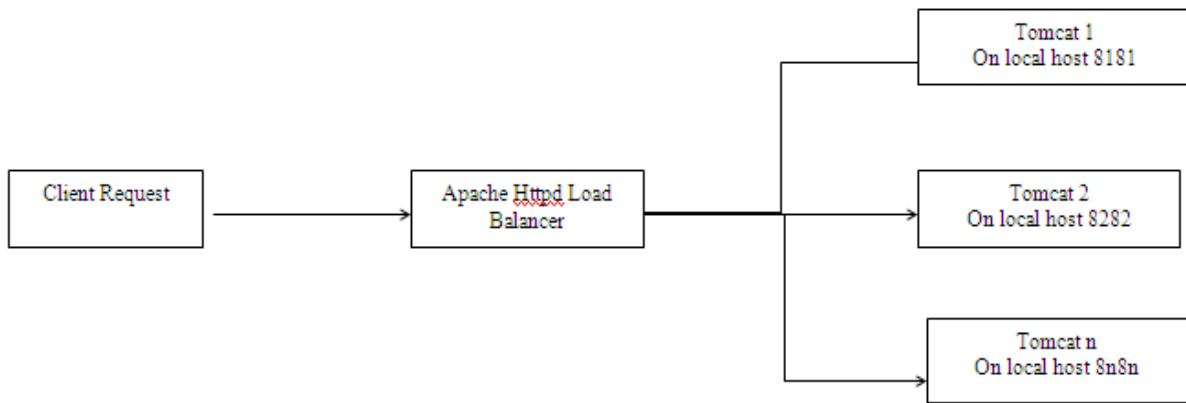 Tomcat 1
On local host 8181
Client Request
Apache Httpd Load
Balancer
Tomcat 2
On local host 8282
Tomcat n
On local host 8n8n